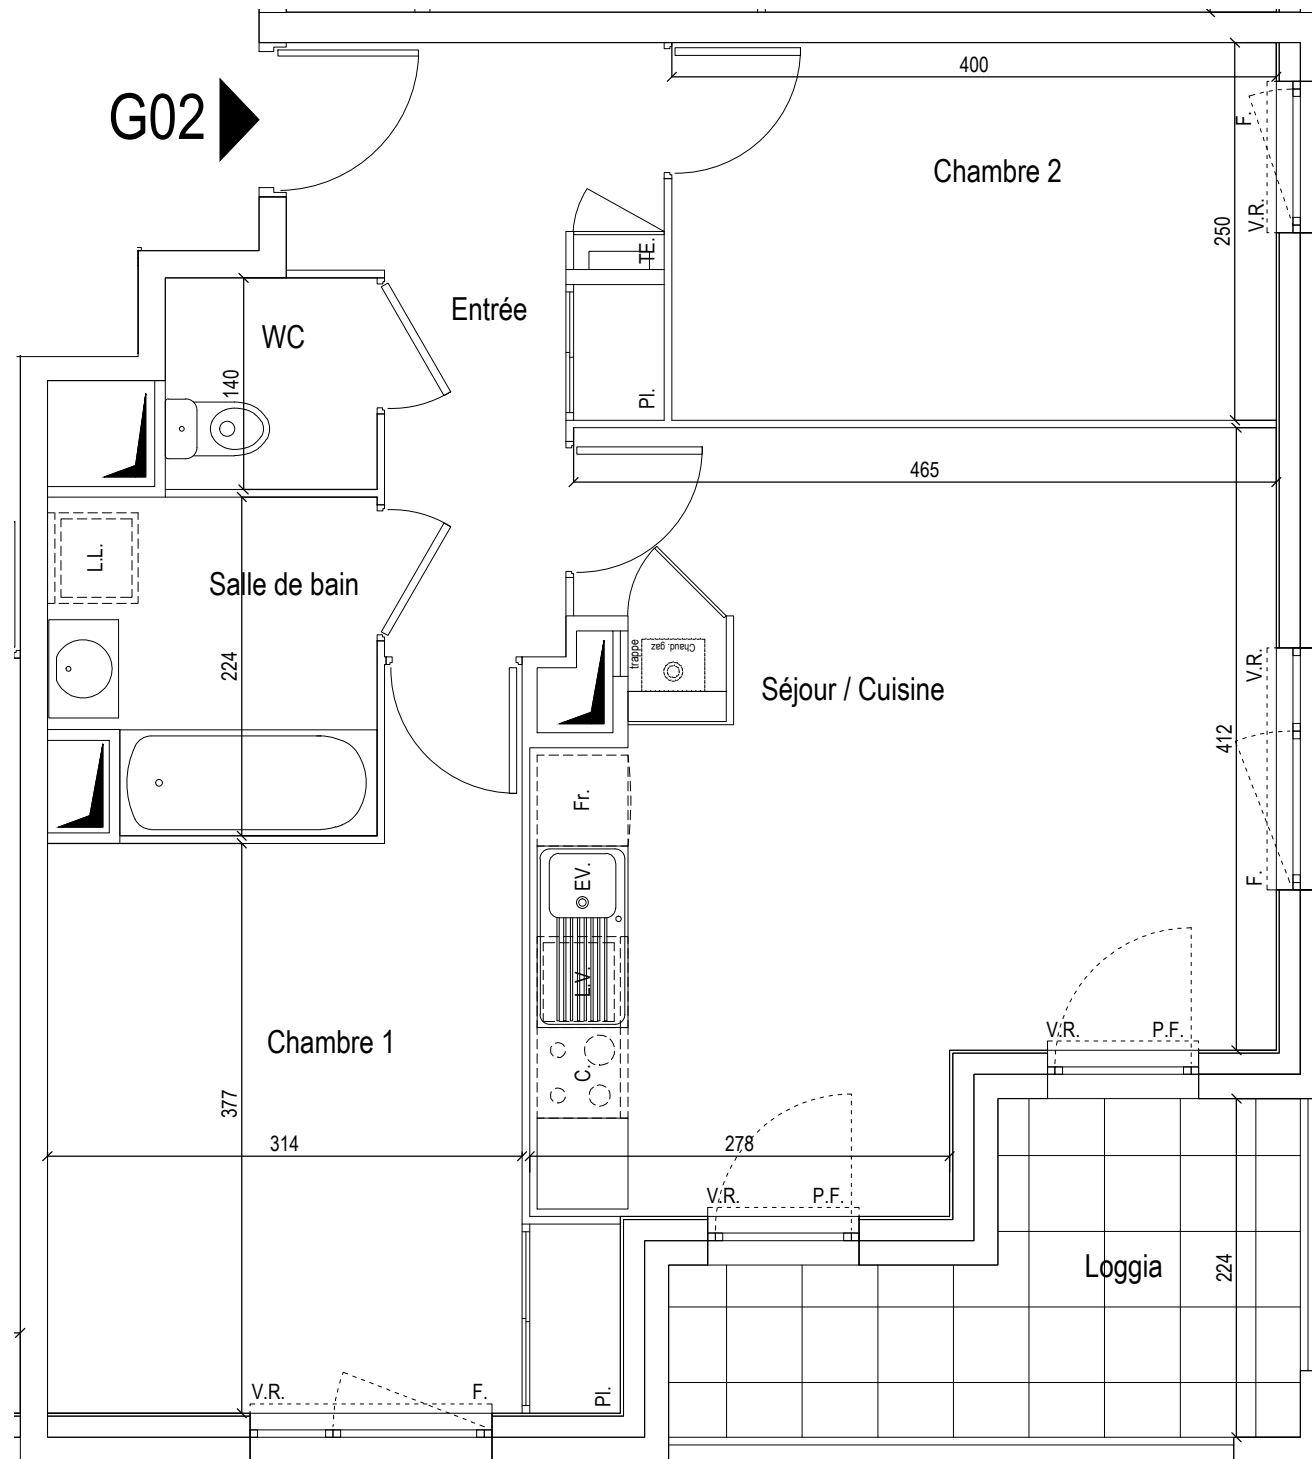 400
G02
F.
Chambre 2
V.R.
250
TE.
Entrée
WC
140
Pl.
465
L.L.
Salle de bain
trappe
Chaud. gaz
224
V.R.
Séjour / Cuisine
412
Fr.
EV.
F.
L.V.
V.R.
P.F.
Chambre 1
C.
377
314
278
V.R.
P.F.
Loggia
224
V.R.
F.
Pl.